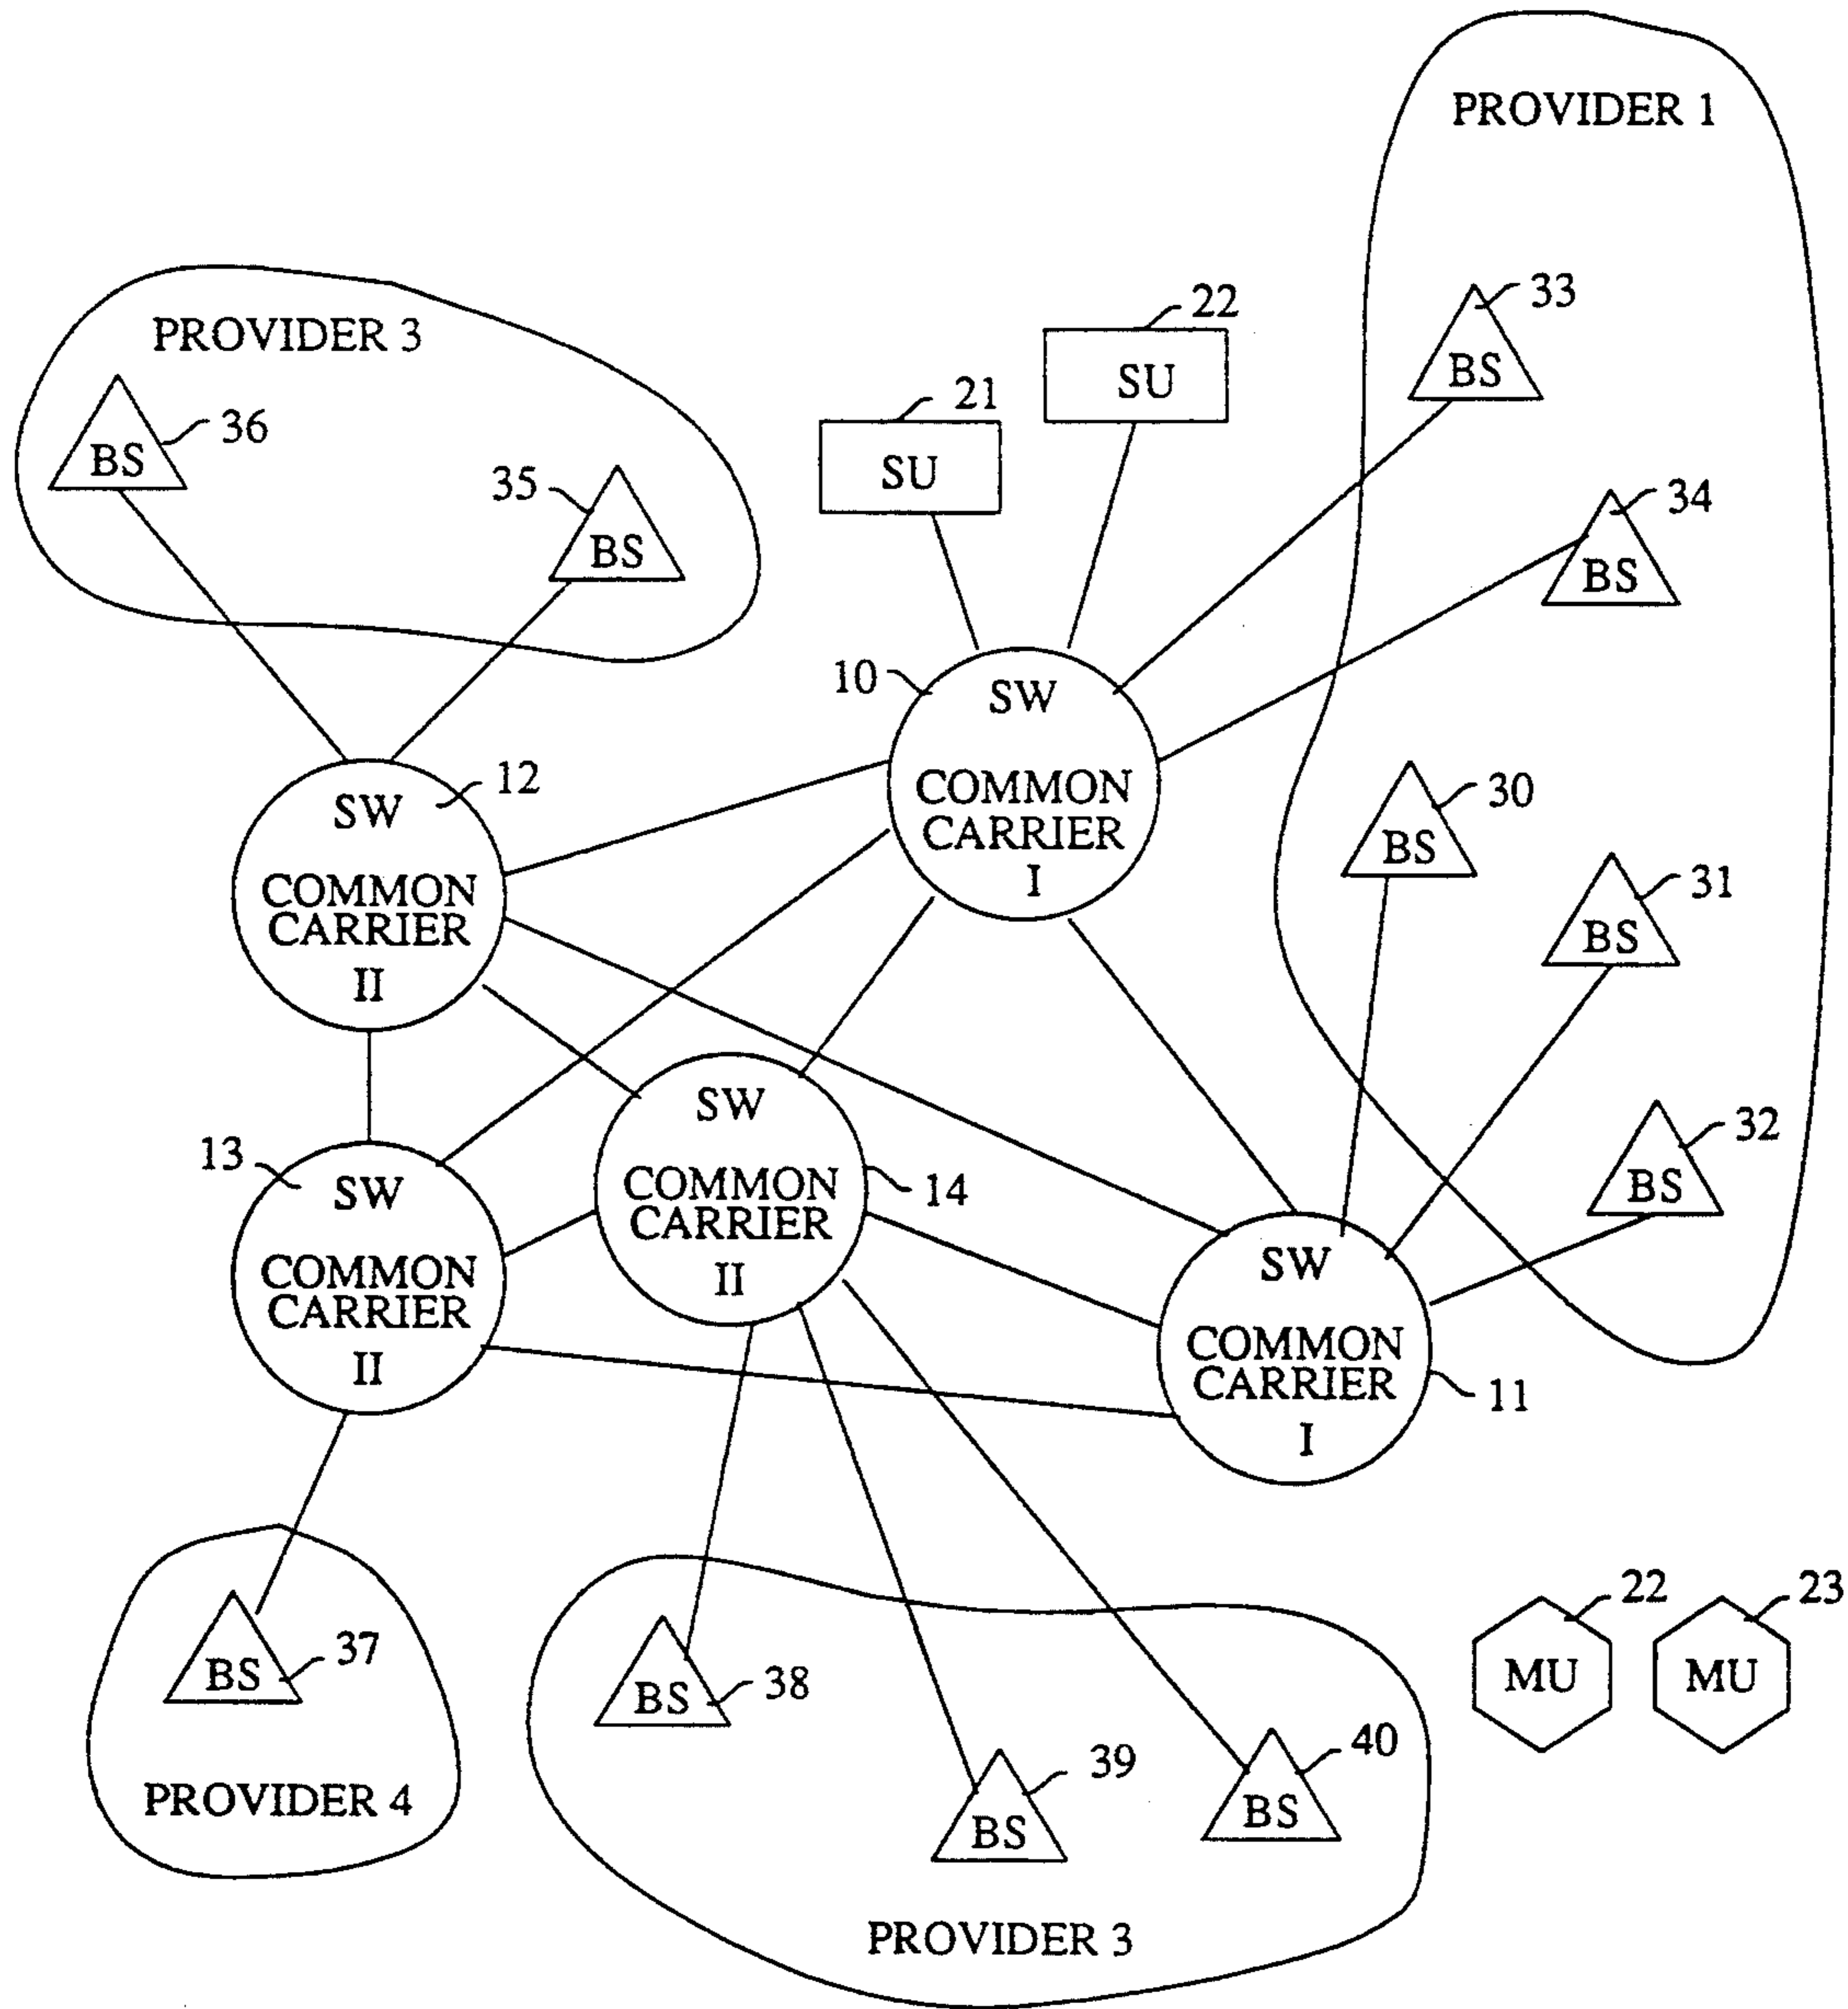 PROVIDER 1
33
BS
34
BS
30
BS
31
BS
32
BS
PROVIDER 3
36
BS
35
BS
22
SU
21
SU
10
SW
COMMON
CARRIER
I
12
SW
COMMON
CARRIER
II
13
SW
COMMON
CARRIER
II
14
SW
COMMON
CARRIER
II
11
SW
COMMON
CARRIER
I
37
BS
PROVIDER 4
38
BS
39
BS
40
BS
PROVIDER 3
22
MU
23
MU